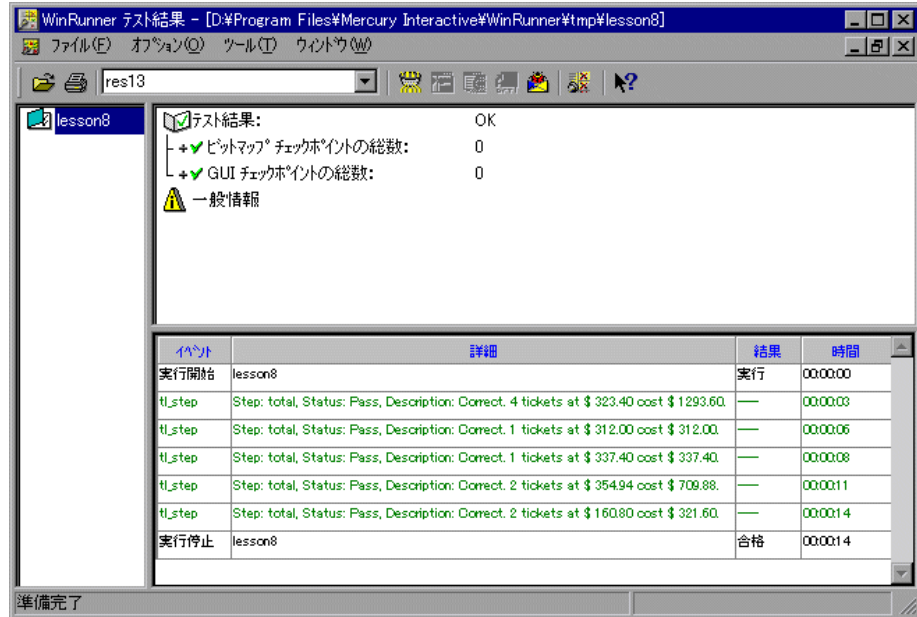 WinRunner テスト結果 - [D:¥Program Files¥Mercury Interactive¥WinRunner¥tmp¥lesson8]
ファイル(F) オプション(O) ツール(T) ウィンドウ(W)
res13
lesson8
テスト結果: OK
ビットマップ チェックポイントの総数: 0
GUI チェックポイントの総数: 0
一般情報
イベント 詳細 結果 時間
実行開始 lesson8 実行 00:00:00
tl_step Step: total, Status: Pass, Description: Correct. 4 tickets at $ 323.40 cost $ 1293.60. ---- 00:00:03
tl_step Step: total, Status: Pass, Description: Correct. 1 tickets at $ 312.00 cost $ 312.00. ---- 00:00:06
tl_step Step: total, Status: Pass, Description: Correct. 1 tickets at $ 337.40 cost $ 337.40. ---- 00:00:08
tl_step Step: total, Status: Pass, Description: Correct. 2 tickets at $ 354.94 cost $ 709.88. ---- 00:00:11
tl_step Step: total, Status: Pass, Description: Correct. 2 tickets at $ 160.80 cost $ 321.60. ---- 00:00:14
実行停止 lesson8 合格 00:00:14
準備完了